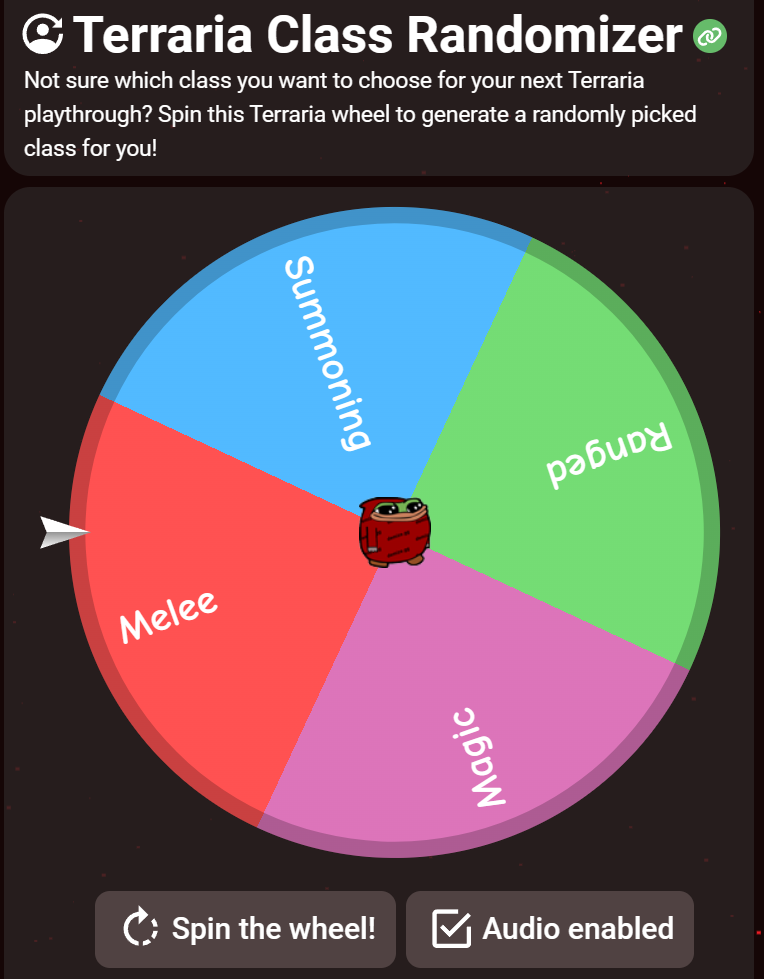 Terraria Class Randomizer
Not sure which class you want to choose for your next Terraria
playthrough? Spin this Terraria wheel to generate a randomly picked
class for you!
Summoning
Ranged
Melee
Magic
Spin the wheel!
Audio enabled